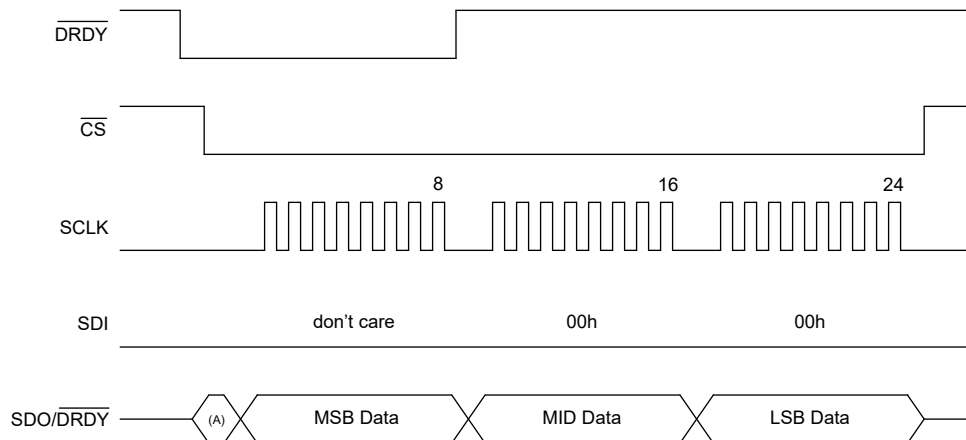 DRDY
CS
8 16 24
SCLK
SDI don't care 00h 00h
SDO/DRDY (A) MSB Data MID Data LSB Data